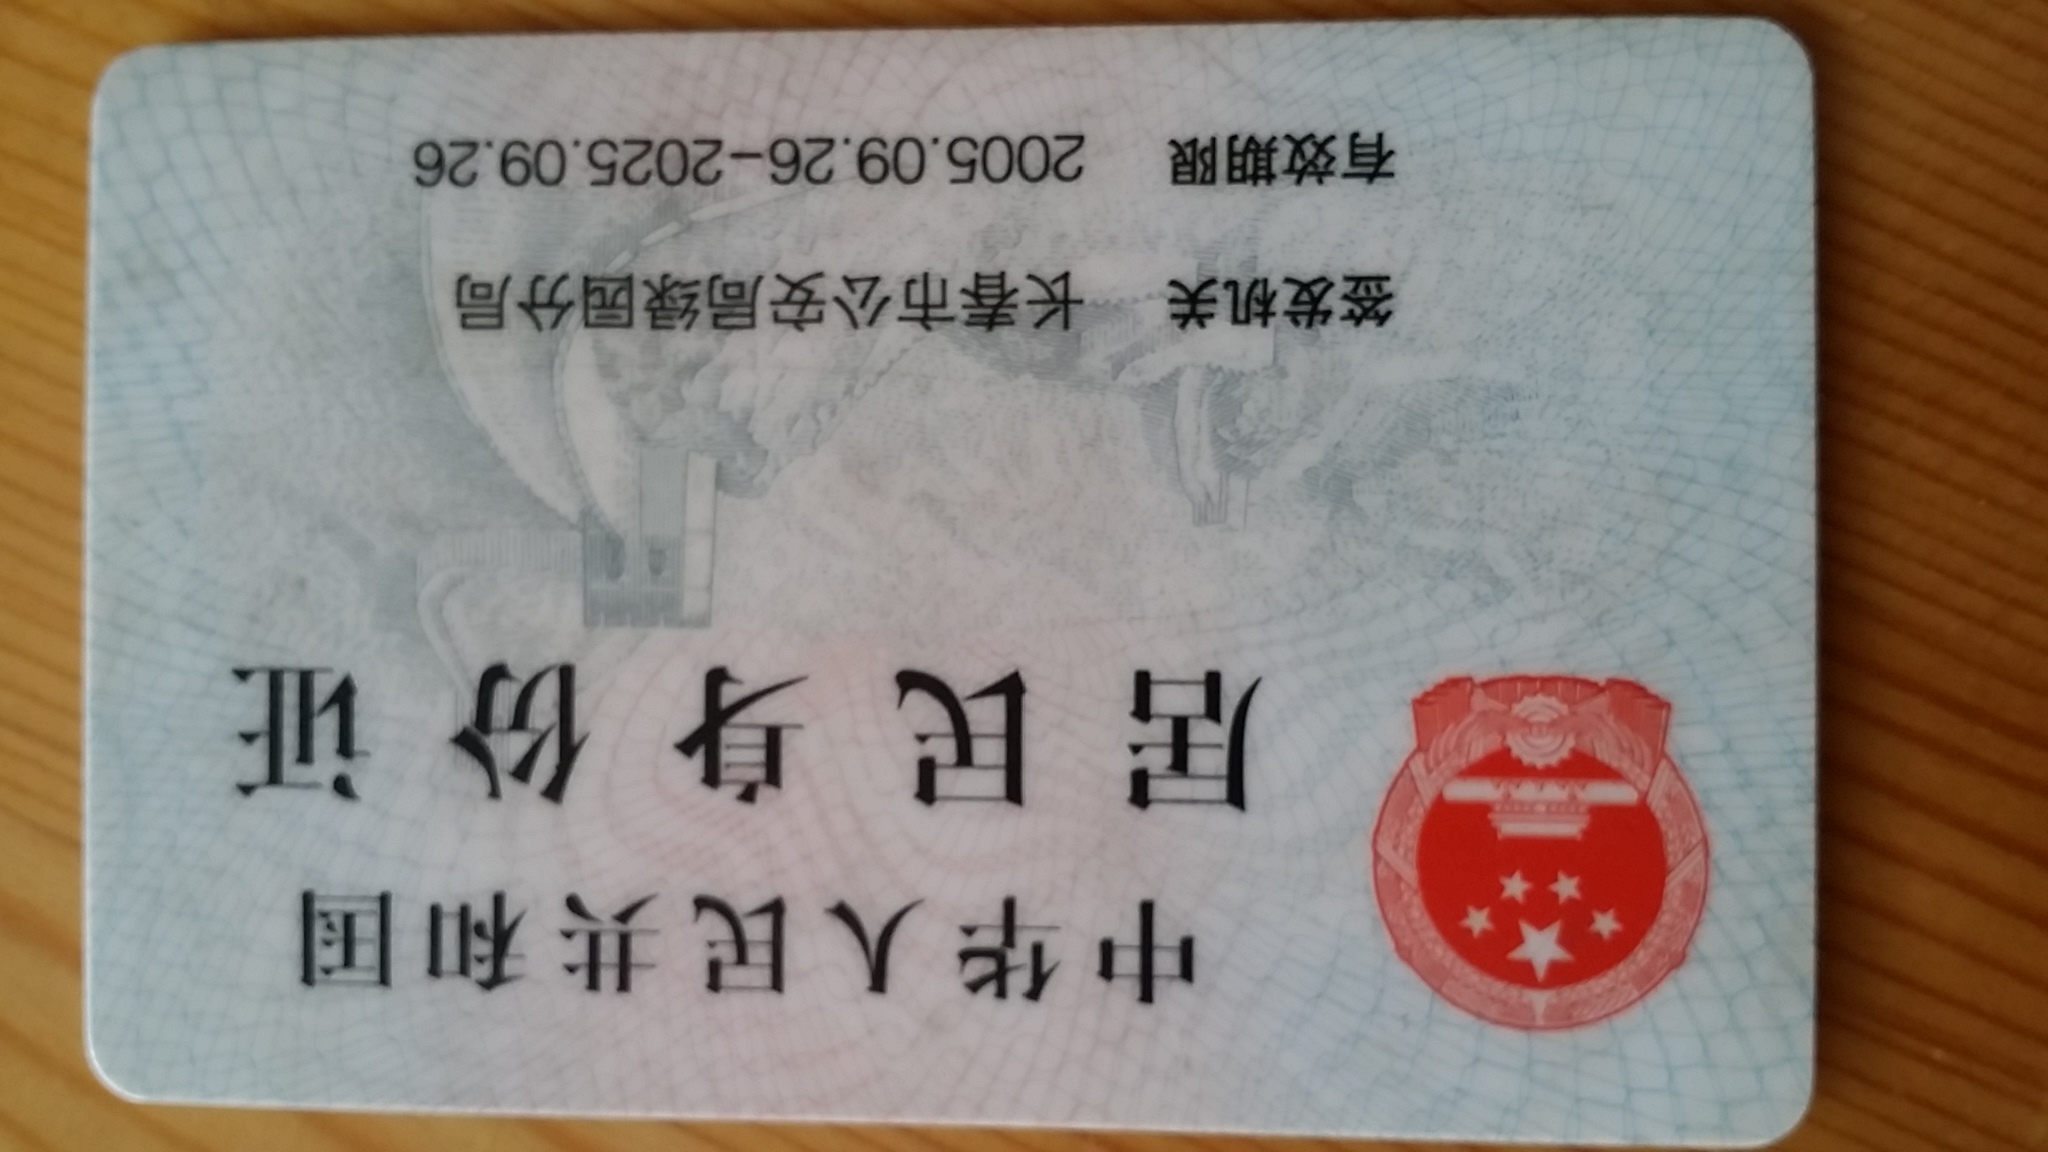 中华人民共和国
居民身份证
签发机关 长春市公安局绿园分局
有效期限 2005.09.26-2025.09.26